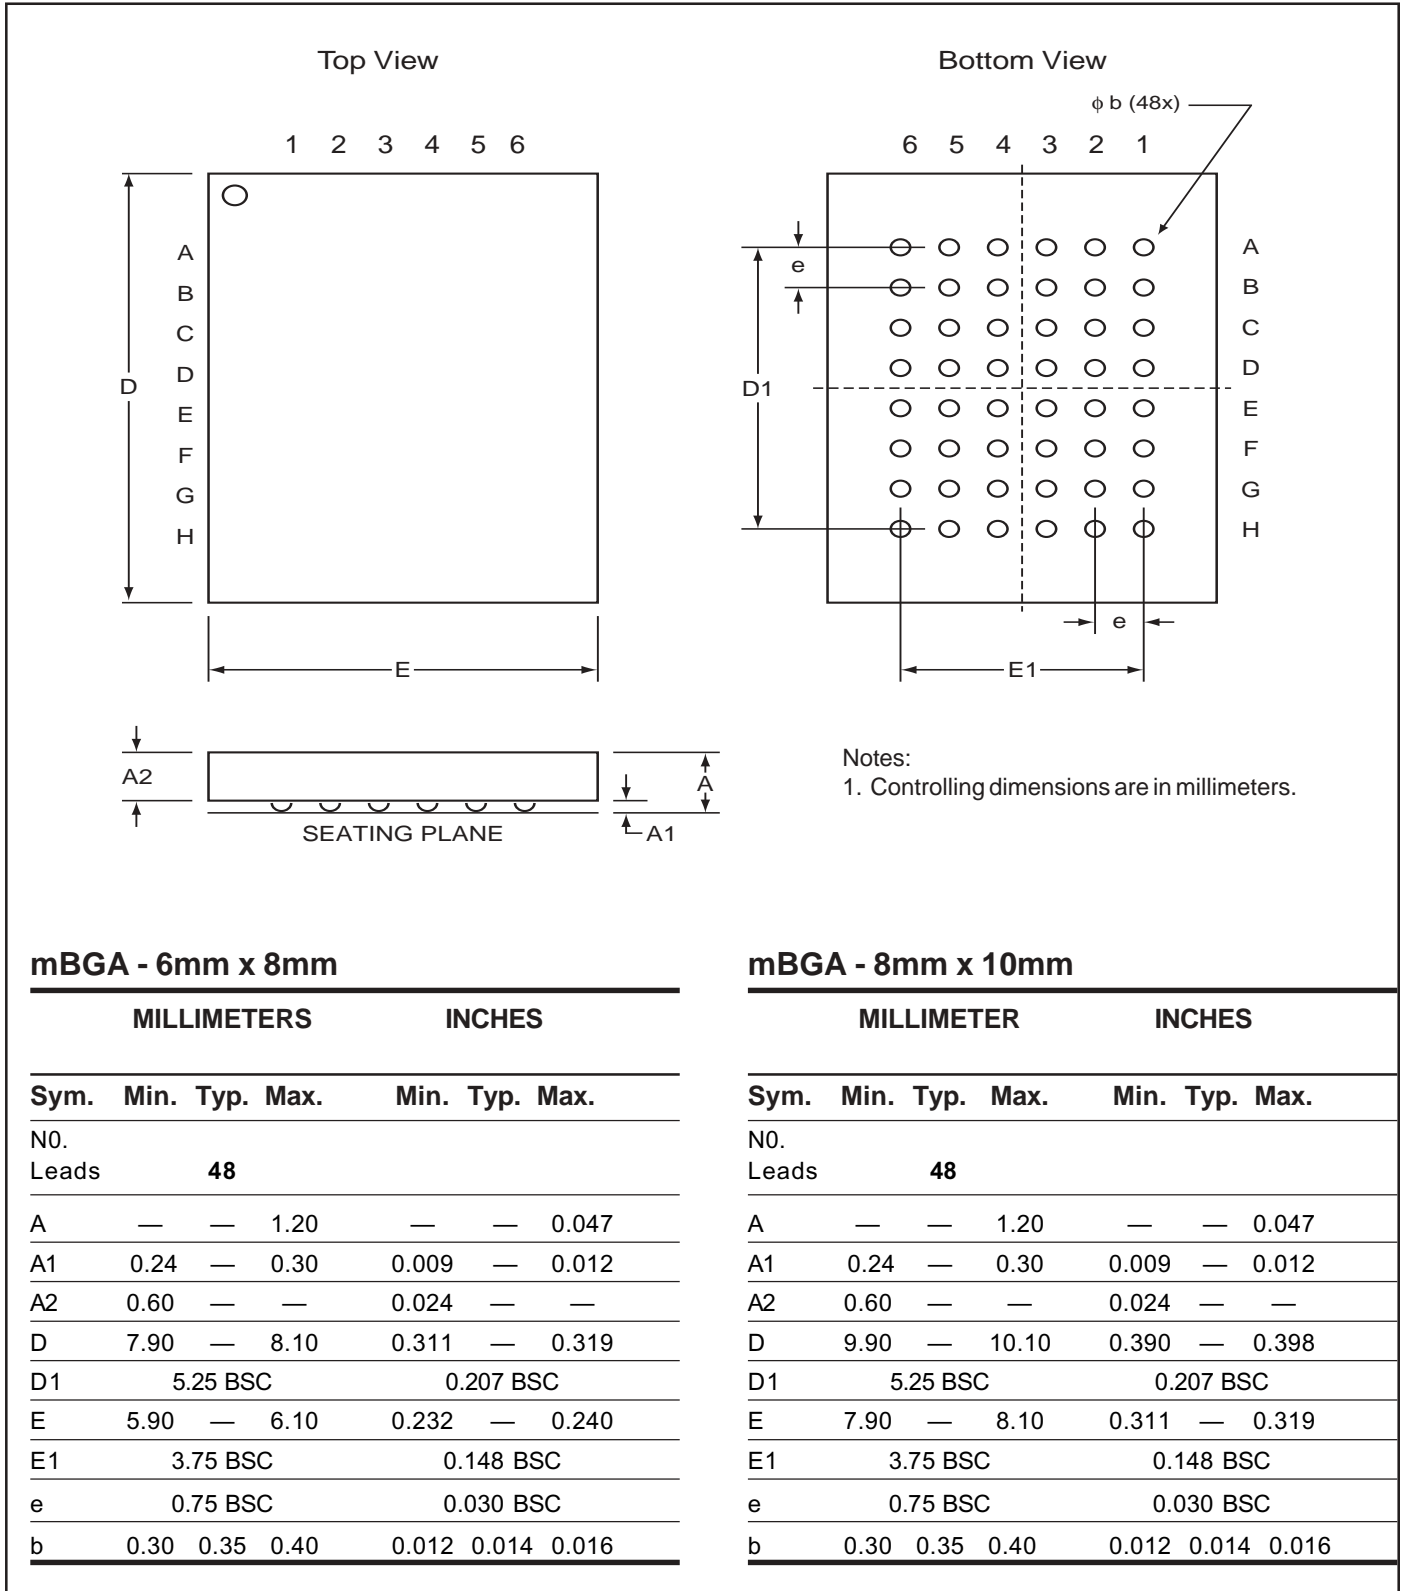 Top View
1 2 3 4 5 6
A
B
C
D
E
F
G
H
D
E
Bottom View
ϕ b (48x)
6 5 4 3 2 1
e
D1
A
B
C
D
E
F
G
H
e
E1
A2
A
A1
SEATING PLANE
Notes:
1. Controlling dimensions are in millimeters.
mBGA - 6mm x 8mm
MILLIMETERS INCHES
Sym. Min. Typ. Max. Min. Typ. Max.
N0.
Leads 48
A — — 1.20 — — 0.047
A1 0.24 — 0.30 0.009 — 0.012
A2 0.60 — — 0.024 — —
D 7.90 — 8.10 0.311 — 0.319
D1 5.25 BSC 0.207 BSC
E 5.90 — 6.10 0.232 — 0.240
E1 3.75 BSC 0.148 BSC
e 0.75 BSC 0.030 BSC
b 0.30 0.35 0.40 0.012 0.014 0.016
mBGA - 8mm x 10mm
MILLIMETER INCHES
Sym. Min. Typ. Max. Min. Typ. Max.
N0.
Leads 48
A — — 1.20 — — 0.047
A1 0.24 — 0.30 0.009 — 0.012
A2 0.60 — — 0.024 — —
D 9.90 — 10.10 0.390 — 0.398
D1 5.25 BSC 0.207 BSC
E 7.90 — 8.10 0.311 — 0.319
E1 3.75 BSC 0.148 BSC
e 0.75 BSC 0.030 BSC
b 0.30 0.35 0.40 0.012 0.014 0.016